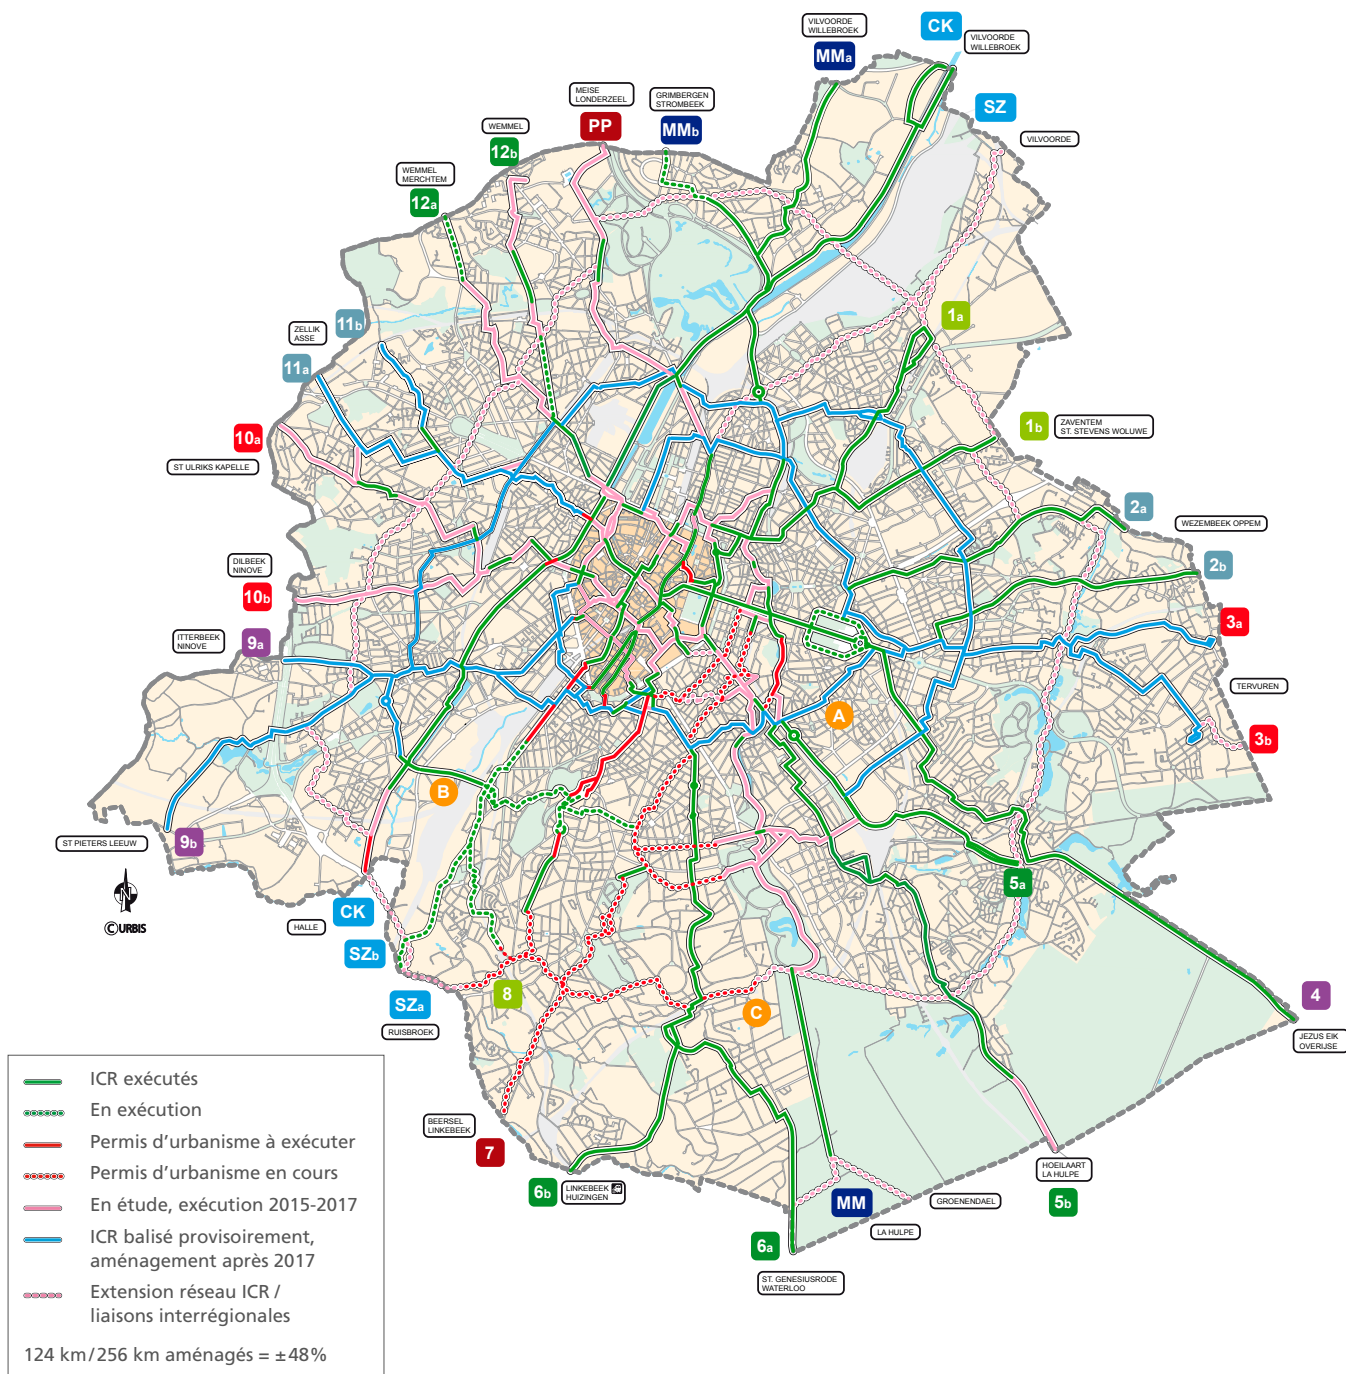 VILVOORDE
WILLEBROEK
MMa
CK
VILVOORDE
WILLEBROEK
MEISE
LONDERZEEL
PP
GRIMBERGEN
STROMBEEK
MMb
SZ
VILVOORDE
WEMMEL
12b
WEMMEL
MERCHTEM
12a
11b
ZELLIK
ASSE
11a
1a
10a
ST ULRIKS KAPELLE
1b
ZAVENTEM
ST. STEVENS WOLUWE
2a
WEZEMBEEK OPPEM
DILBEEK
NINOVE
10b
2b
ITTERBEEK
NINOVE
9a
3a
TERVUREN
A
3b
B
ST PIETERS LEEUW
9b
N
© URBIS
5a
HALLE
CK
SZb
SZa
RUISBROEK
8
C
4
JEZUS EIK
OVERIJSE
BEERSEL
LINKEBEEK
7
6b
LINKEBEEK
HUIZINGEN
HOEILAART
LA HULPE
5b
MM
GROENENDAEL
LA HULPE
6a
ST. GENESIUSRODE
WATERLOO
ICR exécutés
En exécution
Permis d'urbanisme à exécuter
Permis d'urbanisme en cours
En étude, exécution 2015-2017
ICR balisé provisoirement,
aménagement après 2017
Extension réseau ICR /
liaisons interrégionales
124 km/256 km aménagés = ±48%